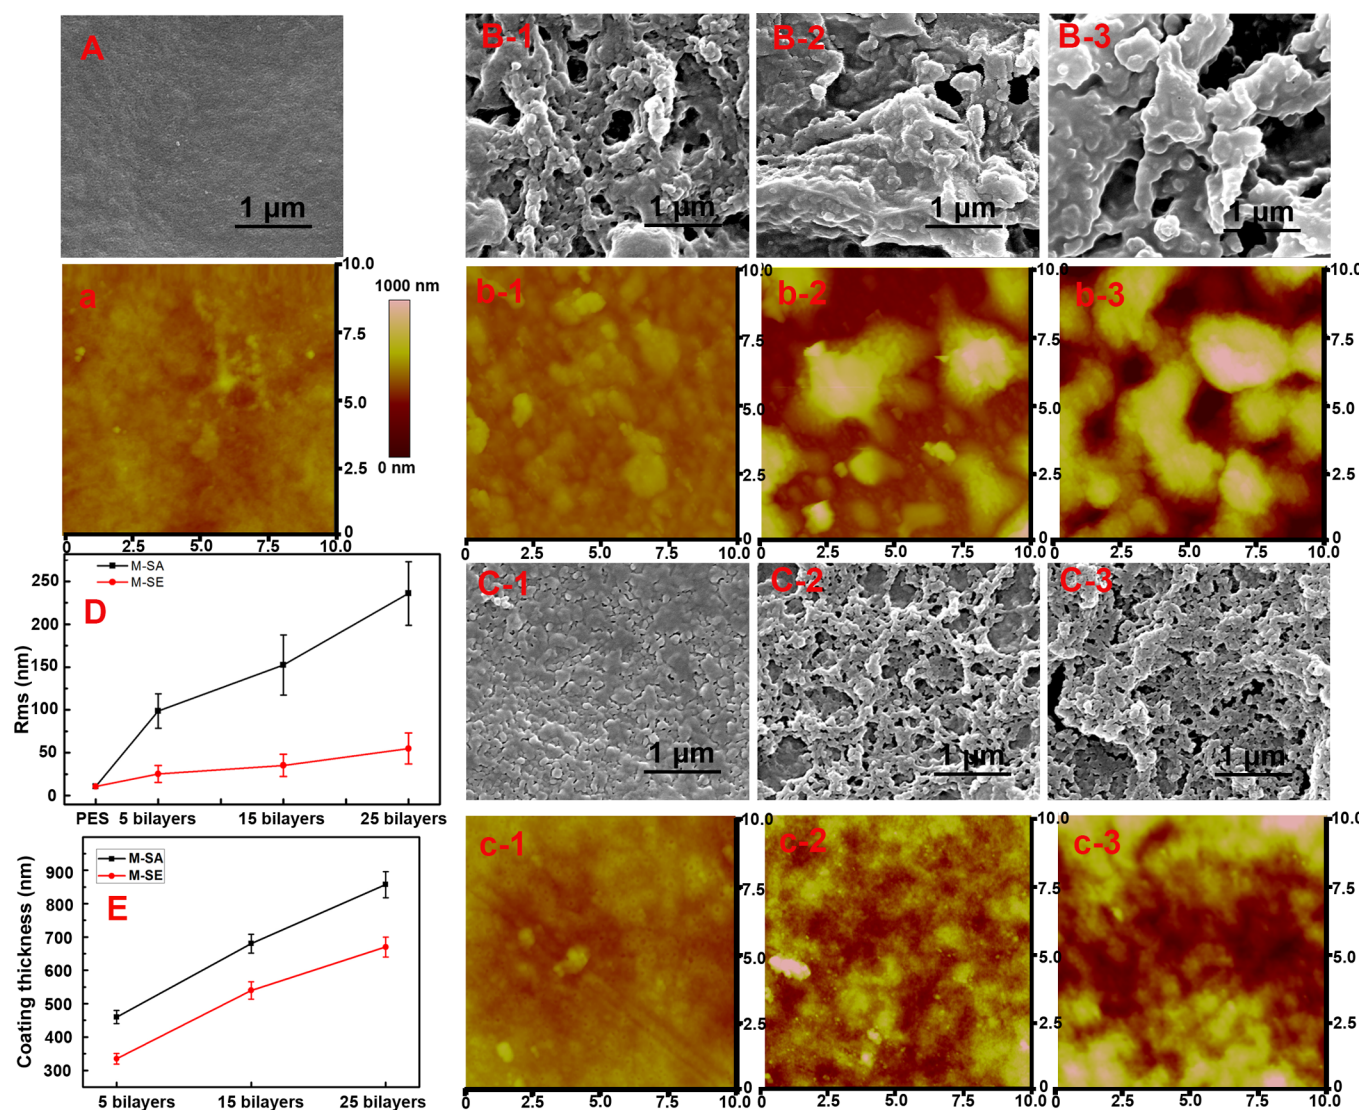 A
1 µm
B-1
1 µm
B-2
1 µm
B-3
1 µm
a
10.0
7.5
5.0
2.5
0
0 2.5 5.0 7.5 10.0
1000 nm
0 nm
b-1
10.0
7.5
5.0
2.5
0
0 2.5 5.0 7.5 10.0
b-2
10.0
7.5
5.0
2.5
0
0 2.5 5.0 7.5 10.0
b-3
10.0
7.5
5.0
2.5
0
0 2.5 5.0 7.5 10.0
D
M-SA
M-SE
Rms (nm)
250
200
150
100
50
0
PES 5 bilayers 15 bilayers 25 bilayers
C-1
1 µm
C-2
1 µm
C-3
1 µm
E
M-SA
M-SE
Coating thickness (nm)
900
800
700
600
500
400
300
5 bilayers 15 bilayers 25 bilayers
c-1
10.0
7.5
5.0
2.5
0
0 2.5 5.0 7.5 10.0
c-2
10.0
7.5
5.0
2.5
0
0 2.5 5.0 7.5 10.0
c-3
10.0
7.5
5.0
2.5
0
0 2.5 5.0 7.5 10.0